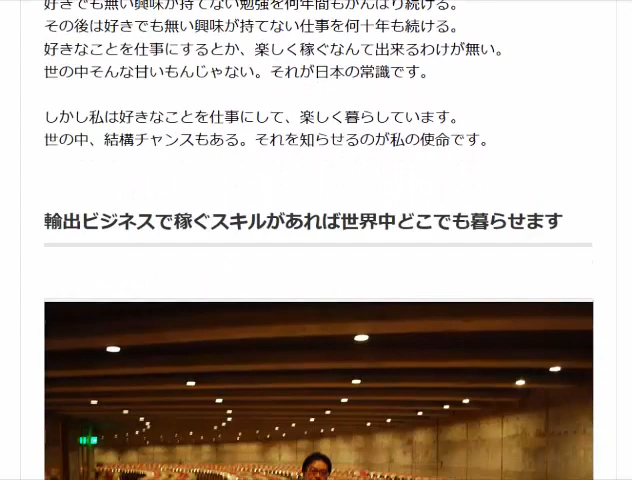 好きでも無い興味が持てない勉強を何年間もがんばり続ける。
その後は好きでも無い興味が持てない仕事を何十年も続ける。
好きなことを仕事にするとか、楽しく稼ぐなんて出来るわけが無い。
世の中そんな甘いもんじゃない。それが日本の常識です。
しかし私は好きなことを仕事にして、楽しく暮らしています。
世の中、結構チャンスもある。それを知らせるのが私の使命です。
輸出ビジネスで稼ぐスキルがあれば世界中どこでも暮らせます